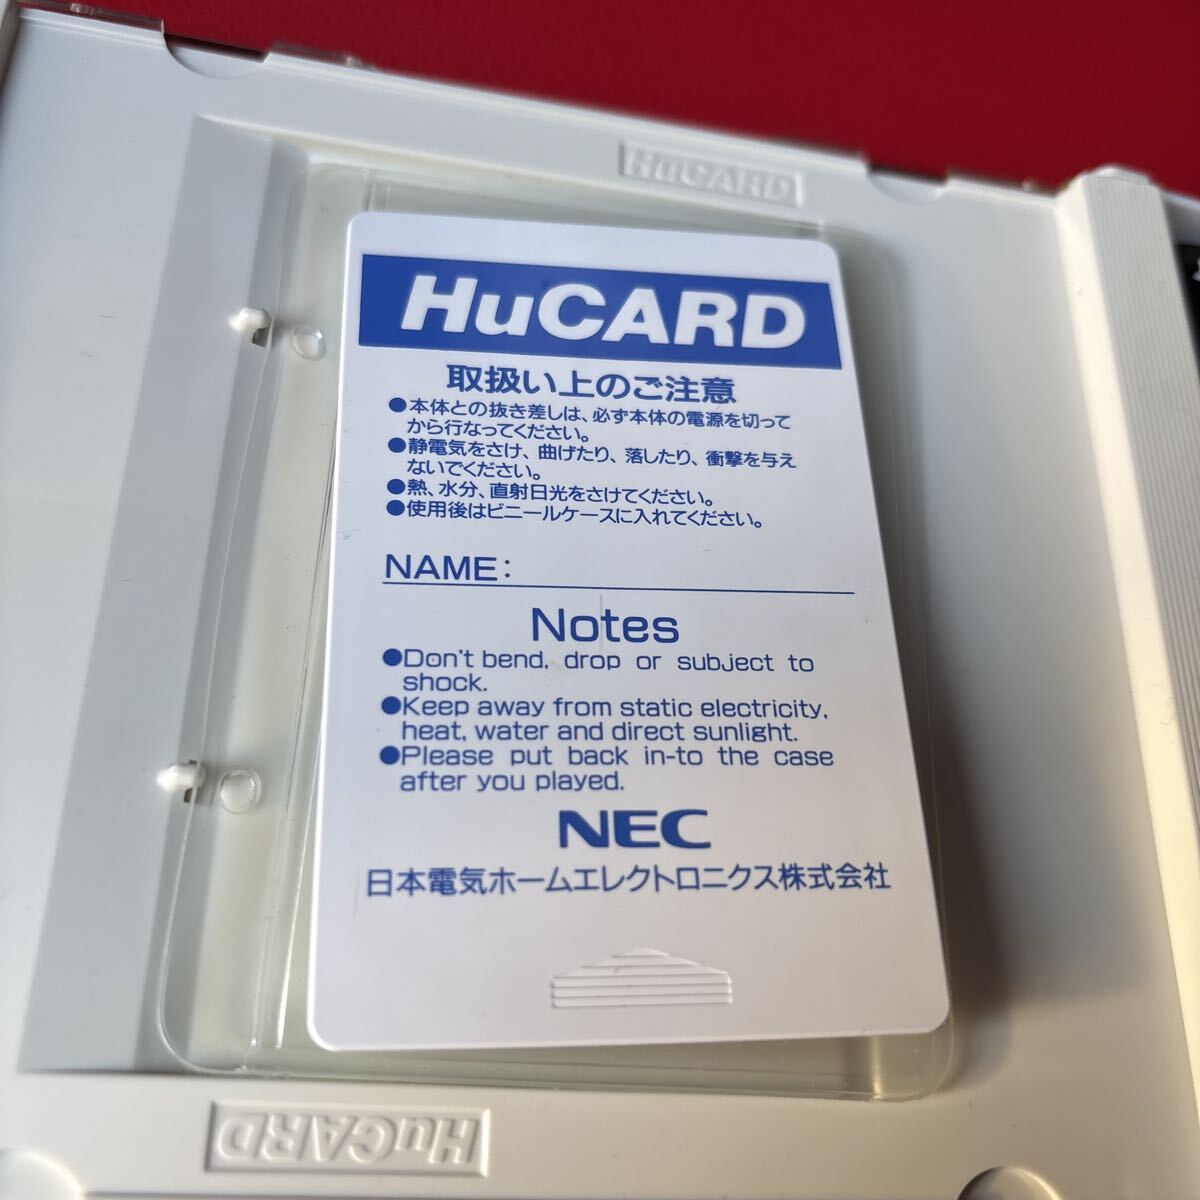 HuCARD
HuCARD
取扱い上のご注意
●本体との抜き差しは、必ず本体の電源を切って
から行なってください。
●静電気をさけ、曲げたり、落したり、衝撃を与え
ないでください。
●熱、水分、直射日光をさけてください。
●使用後はビニールケースに入れてください。
NAME:
Notes
●Don't bend, drop or subject to
shock.
●Keep away from static electricity,
heat, water and direct sunlight.
●Please put back in-to the case
after you played.
NEC
日本電気ホームエレクトロニクス株式会社
HuCARD